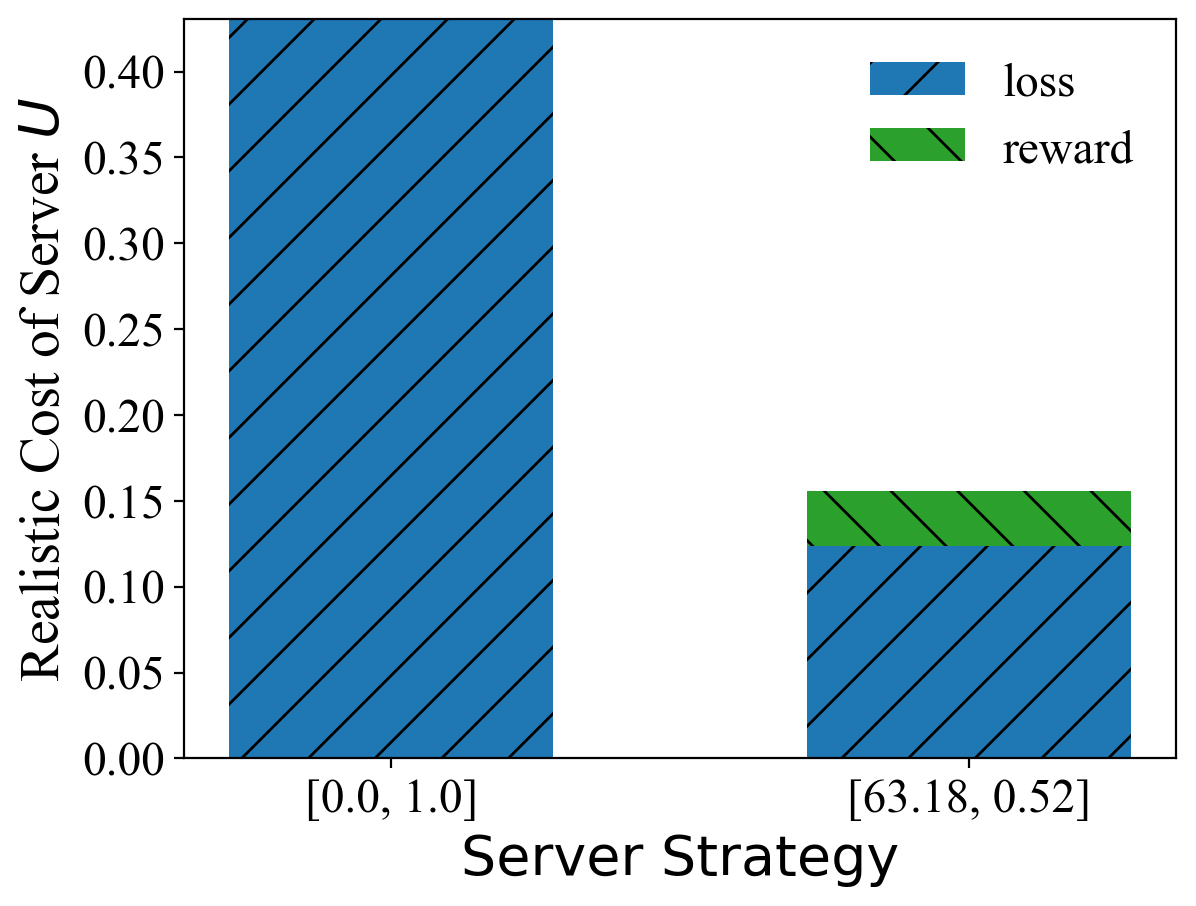 Realistic Cost of Server U
0.40
0.35
0.30
0.25
0.20
0.15
0.10
0.05
0.00
loss
reward
[0.0, 1.0]
[63.18, 0.52]
Server Strategy